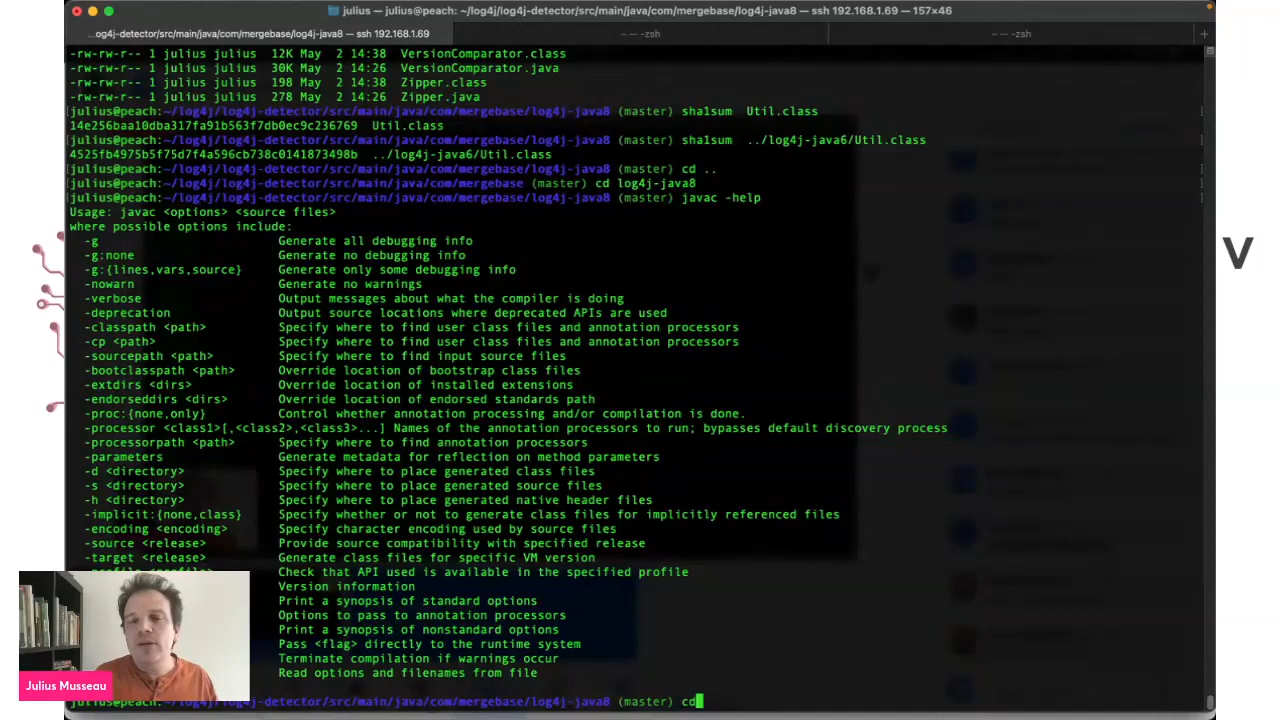 julius — julius@peach: ~/log4j/log4j-detector/src/main/java/com/mergebase/log4j-java8 — ssh 192.168.1.69 — 157×46
...og4j-detector/src/main/java/com/mergebase/log4j-java8 — ssh 192.168.1.69
~ — -zsh
~ — -zsh
+
-rw-rw-r-- 1 julius julius  12K May  2 14:38  VersionComparator.class
-rw-rw-r-- 1 julius julius  30K May  2 14:26  VersionComparator.java
-rw-rw-r-- 1 julius julius  198 May  2 14:38  Zipper.class
-rw-rw-r-- 1 julius julius  278 May  2 14:26  Zipper.java
[julius@peach:~/log4j/log4j-detector/src/main/java/com/mergebase/log4j-java8 (master) sha1sum  Util.class ]
14e256baa10dba317fa91b563f7db0ec9c236769  Util.class
[julius@peach:~/log4j/log4j-detector/src/main/java/com/mergebase/log4j-java8 (master) sha1sum  ../log4j-java6/Util.class ]
4525fb4975b5f75d7f4a596cb738c0141873498b  ../log4j-java6/Util.class
[julius@peach:~/log4j/log4j-detector/src/main/java/com/mergebase/log4j-java8 (master) cd .. ]
[julius@peach:~/log4j/log4j-detector/src/main/java/com/mergebase (master) cd log4j-java8 ]
[julius@peach:~/log4j/log4j-detector/src/main/java/com/mergebase/log4j-java8 (master) javac -help ]
Usage: javac <options> <source files>
where possible options include:
-g                         Generate all debugging info
-g:none                    Generate no debugging info
-g:{lines,vars,source}     Generate only some debugging info
-nowarn                    Generate no warnings
-verbose                   Output messages about what the compiler is doing
-deprecation               Output source locations where deprecated APIs are used
-classpath <path>          Specify where to find user class files and annotation processors
-cp <path>                 Specify where to find user class files and annotation processors
-sourcepath <path>         Specify where to find input source files
-bootclasspath <path>      Override location of bootstrap class files
-extdirs <dirs>            Override location of installed extensions
-endorseddirs <dirs>       Override location of endorsed standards path
-proc:{none,only}          Control whether annotation processing and/or compilation is done.
-processor <class1>[,<class2>,<class3>...] Names of the annotation processors to run; bypasses default discovery process
-processorpath <path>      Specify where to find annotation processors
-parameters                Generate metadata for reflection on method parameters
-d <directory>             Specify where to place generated class files
-s <directory>             Specify where to place generated source files
-h <directory>             Specify where to place generated native header files
-implicit:{none,class}     Specify whether or not to generate class files for implicitly referenced files
-encoding <encoding>       Specify character encoding used by source files
-source <release>          Provide source compatibility with specified release
-target <release>          Generate class files for specific VM version
Check that API used is available in the specified profile
Version information
Print a synopsis of standard options
Options to pass to annotation processors
Print a synopsis of nonstandard options
Pass <flag> directly to the runtime system
Terminate compilation if warnings occur
Read options and filenames from file
julius@peach:~/log4j/log4j-detector/src/main/java/com/mergebase/log4j-java8 (master) cd
V
Julius Musseau